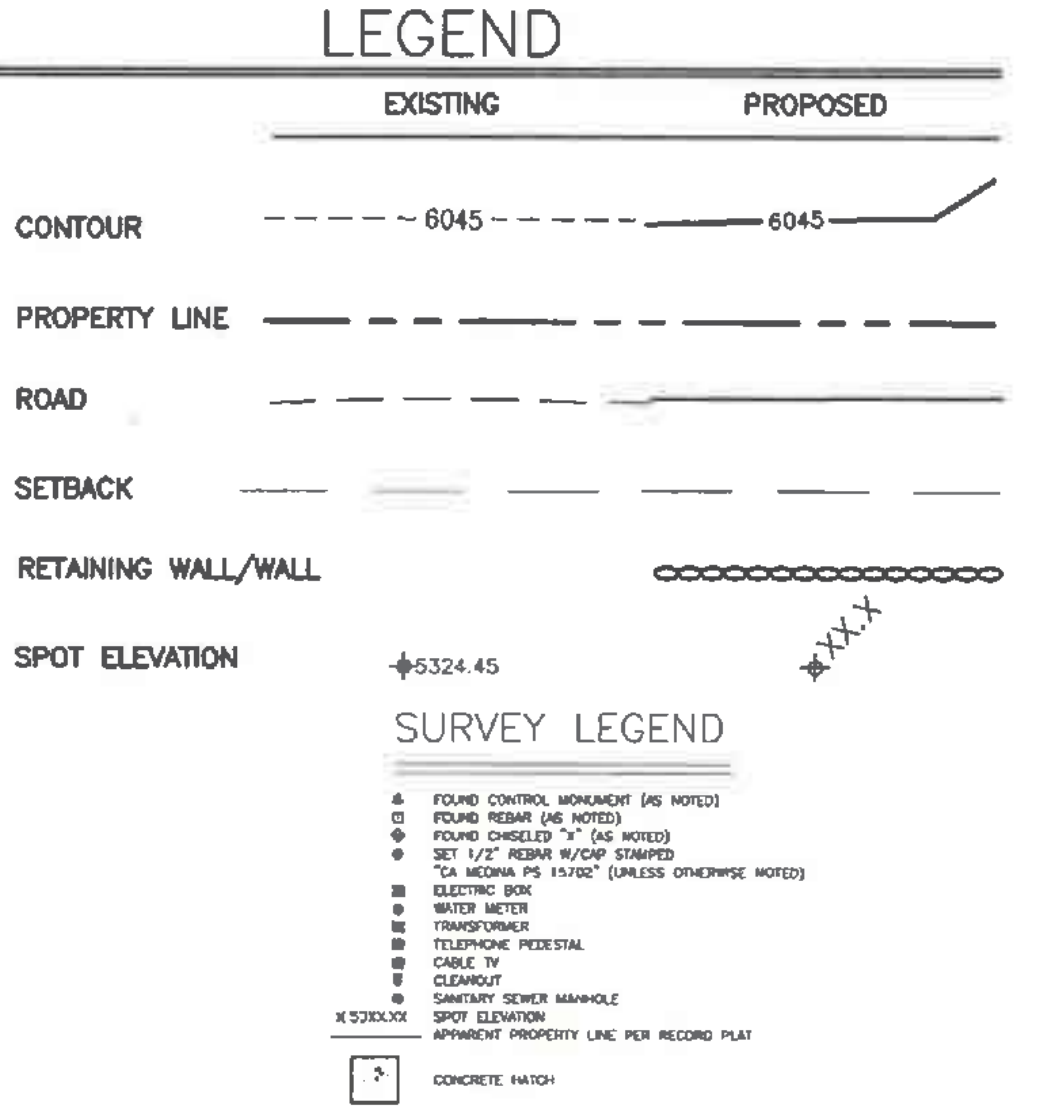 LEGEND
EXISTING PROPOSED
CONTOUR 6045 6045
PROPERTY LINE
ROAD
SETBACK
RETAINING WALL/WALL
SPOT ELEVATION 5324.45 XX.X
SURVEY LEGEND
FOUND CONTROL MONUMENT (AS NOTED)
FOUND REBAR (AS NOTED)
FOUND CHISELED "X" (AS NOTED)
SET 1/2" REBAR W/CAP STAMPED
"CA MEDINA PS 15702" (UNLESS OTHERWISE NOTED)
ELECTRIC BOX
WATER METER
TRANSFORMER
TELEPHONE PEDESTAL
CABLE TV
CLEANOUT
SANITARY SEWER MANHOLE
X 53XX.XX SPOT ELEVATION
APPARENT PROPERTY LINE PER RECORD PLAT
CONCRETE HATCH